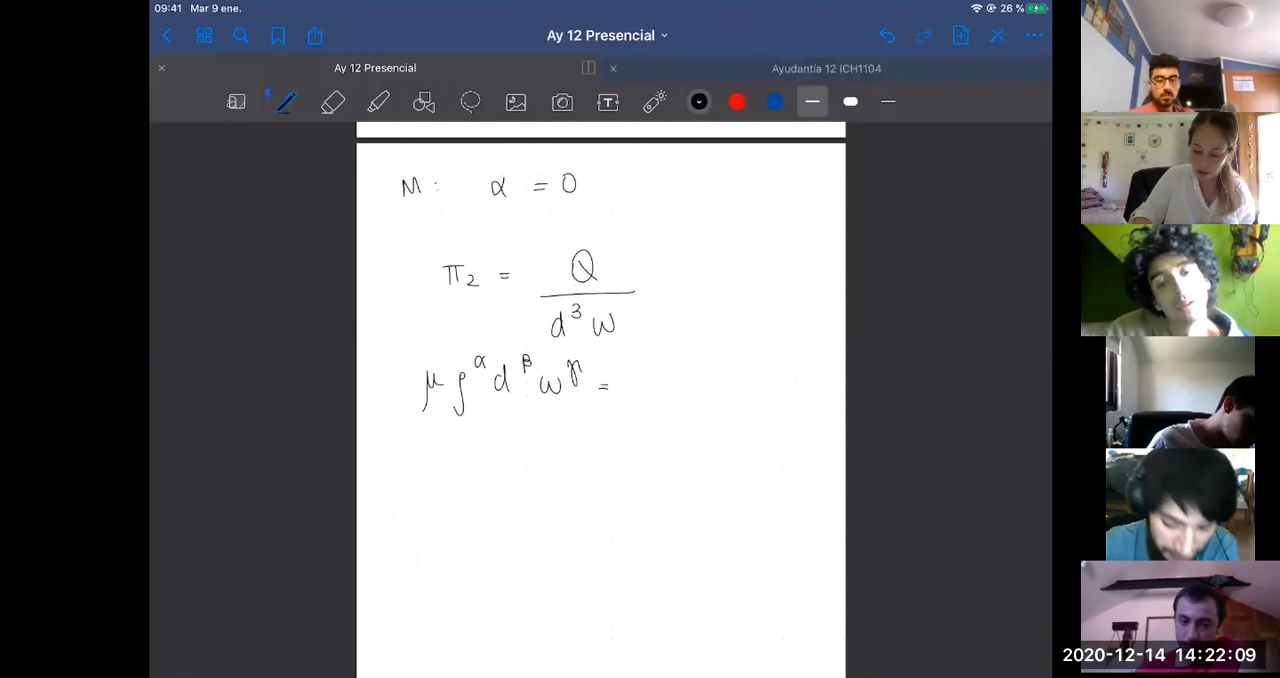 09:41 Mar 9 ene.
26 %
Ay 12 Presencial
Ay 12 Presencial
Ayudantía 12 ICH1104
M: α = 0
π₂ = Q / d³ω
μ ρ^α d^β ω^γ =
2020-12-14 14:22:09